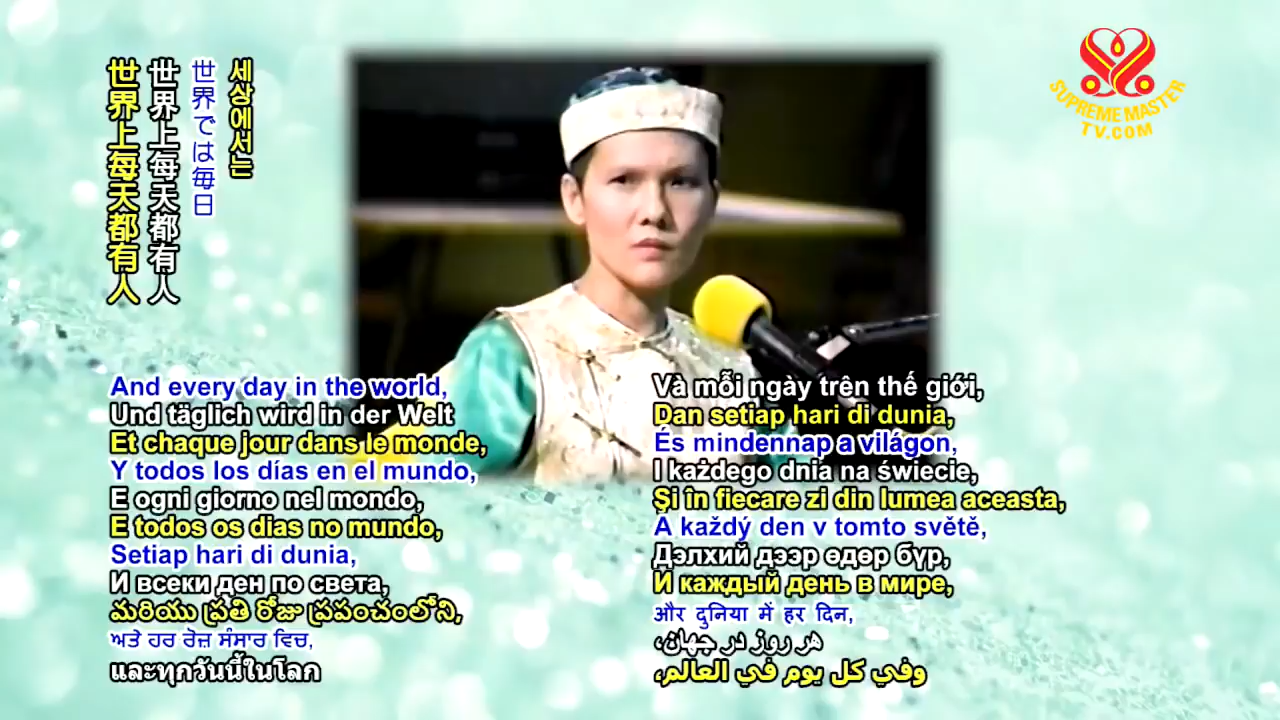 世界上每天都有人
世界上每天都有人
世界では毎日
세상에서는
SUPREME MASTER
TV.COM
And every day in the world,
Und täglich wird in der Welt
Et chaque jour dans le monde,
Y todos los días en el mundo,
E ogni giorno nel mondo,
E todos os dias no mundo,
Setiap hari di dunia,
И всеки ден по света,
మరియు ప్రతి రోజు ప్రపంచంలోని,
ਅਤੇ ਹਰ ਰੋਜ਼ ਸੰਸਾਰ ਵਿਚ,
และทุกวันนี้ในโลก
Và mỗi ngày trên thế giới,
Dan setiap hari di dunia,
És mindennap a világon,
I każdego dnia na świecie,
Şi în fiecare zi din lumea aceasta,
A každý den v tomto světě,
Дэлхий дээр өдөр бүр,
И каждый день в мире,
और दुनिया में हर दिन,
هر روز در جهان،
وفي كل يوم في العالم،